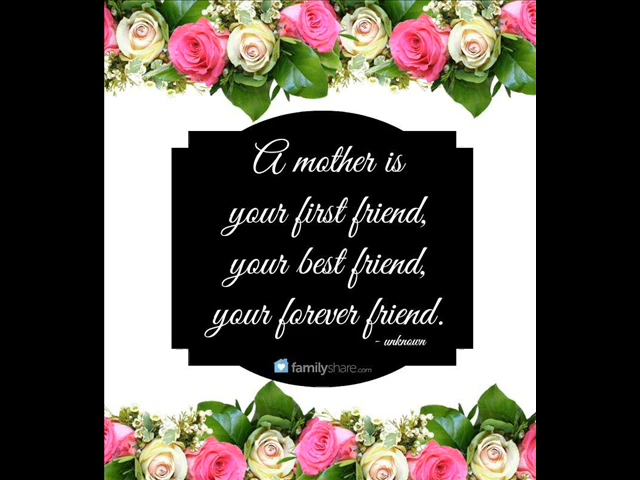 A mother is
your first friend,
your best friend,
your forever friend.
- unknown
familyshare.com